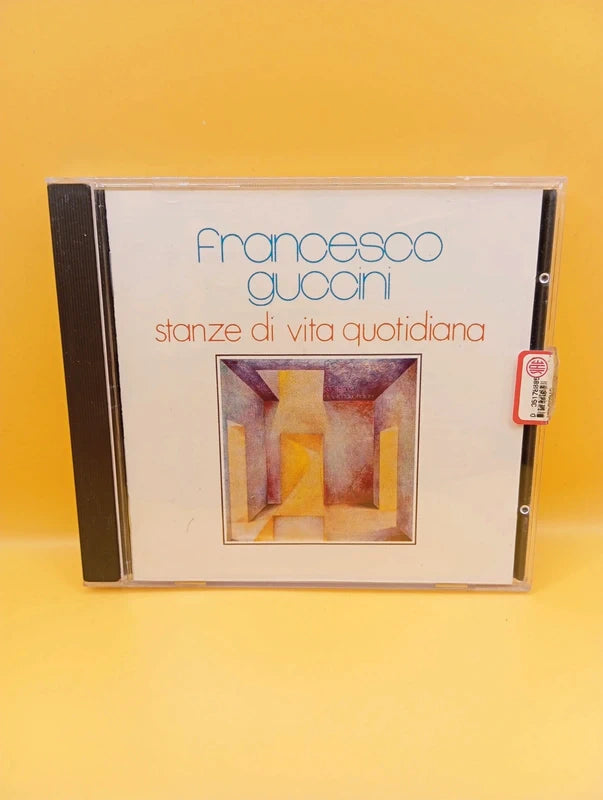 francesco
guccini
stanze di vita quotidiana